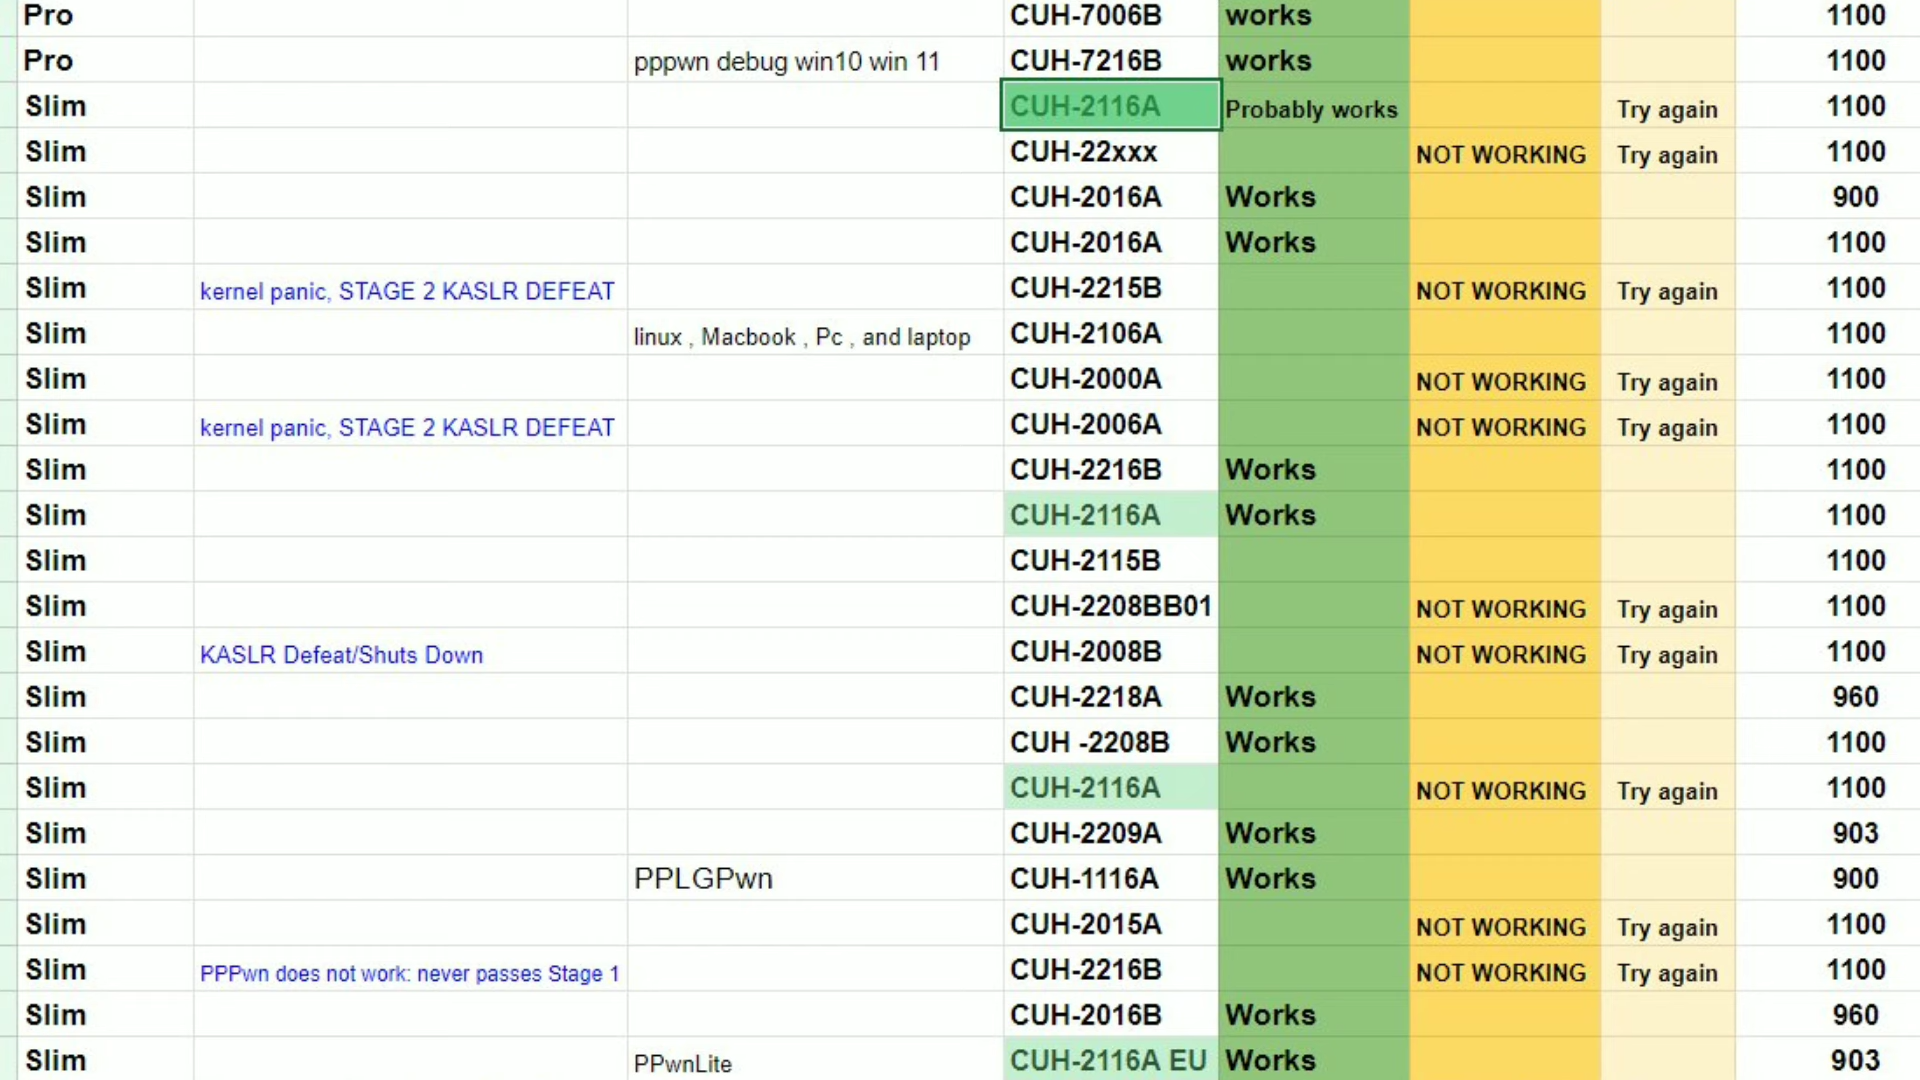 Pro CUH-7006B works 1100
Pro pppwn debug win10 win 11 CUH-7216B works 1100
Slim CUH-2116A Probably works Try again 1100
Slim CUH-22xxx NOT WORKING Try again 1100
Slim CUH-2016A Works 900
Slim CUH-2016A Works 1100
Slim kernel panic, STAGE 2 KASLR DEFEAT CUH-2215B NOT WORKING Try again 1100
Slim linux , Macbook , Pc , and laptop CUH-2106A 1100
Slim CUH-2000A NOT WORKING Try again 1100
Slim kernel panic, STAGE 2 KASLR DEFEAT CUH-2006A NOT WORKING Try again 1100
Slim CUH-2216B Works 1100
Slim CUH-2116A Works 1100
Slim CUH-2115B 1100
Slim CUH-2208BB01 NOT WORKING Try again 1100
Slim KASLR Defeat/Shuts Down CUH-2008B NOT WORKING Try again 1100
Slim CUH-2218A Works 960
Slim CUH -2208B Works 1100
Slim CUH-2116A NOT WORKING Try again 1100
Slim CUH-2209A Works 903
Slim PPLGPwn CUH-1116A Works 900
Slim CUH-2015A NOT WORKING Try again 1100
Slim PPPwn does not work: never passes Stage 1 CUH-2216B NOT WORKING Try again 1100
Slim CUH-2016B Works 960
Slim PPwnLite CUH-2116A EU Works 903